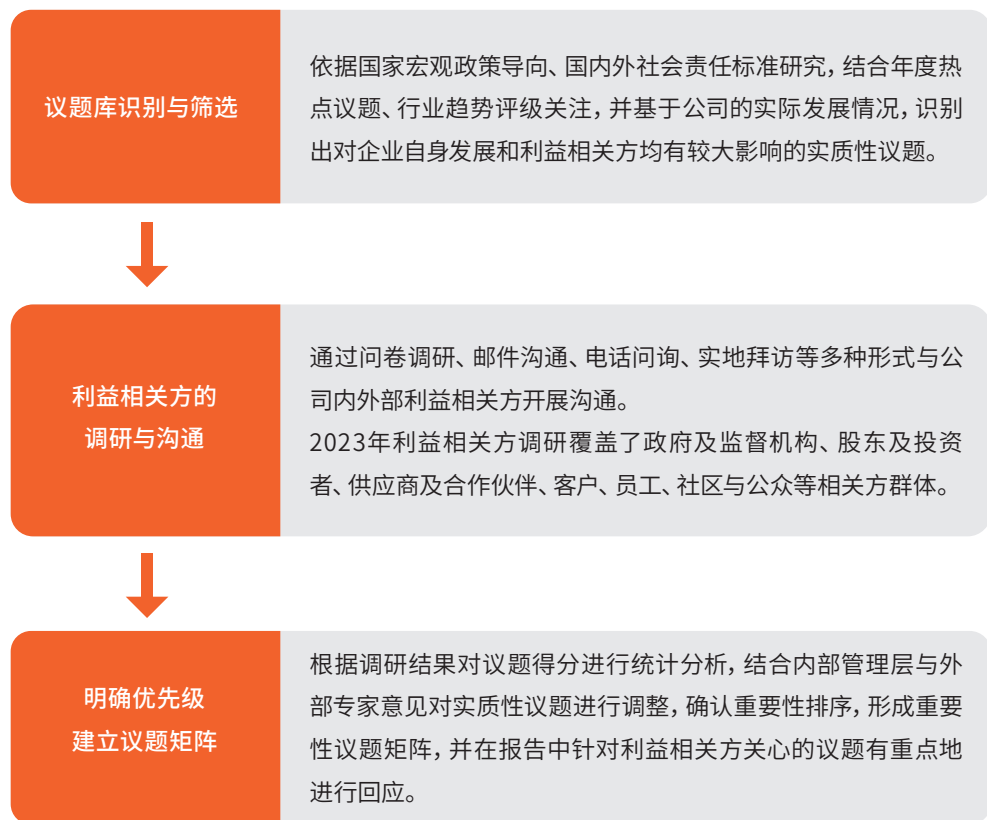 议题库识别与筛选
依据国家宏观政策导向、国内外社会责任标准研究，结合年度热
点议题、行业趋势评级关注，并基于公司的实际发展情况，识别
出对企业自身发展和利益相关方均有较大影响的实质性议题。
利益相关方的
调研与沟通
通过问卷调研、邮件沟通、电话问询、实地拜访等多种形式与公
司内外部利益相关方开展沟通。
2023年利益相关方调研覆盖了政府及监督机构、股东及投资
者、供应商及合作伙伴、客户、员工、社区与公众等相关方群体。
明确优先级
建立议题矩阵
根据调研结果对议题得分进行统计分析，结合内部管理层与外
部专家意见对实质性议题进行调整，确认重要性排序，形成重要
性议题矩阵，并在报告中针对利益相关方关心的议题有重点地
进行回应。